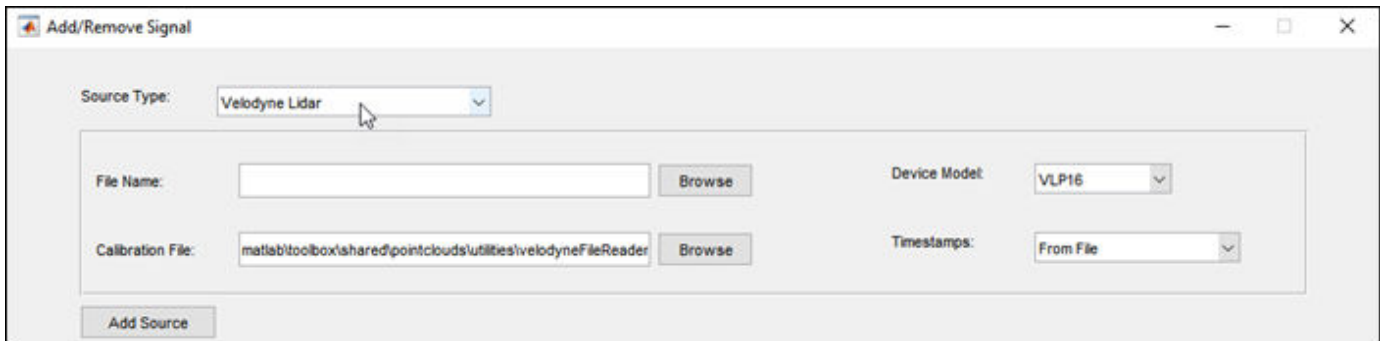 Add/Remove Signal
Source Type: Velodyne Lidar
File Name: Browse Device Model: VLP16
Calibration File: matlab\toolbox\shared\pointclouds\utilities\velodyneFileReader Browse Timestamps: From File
Add Source